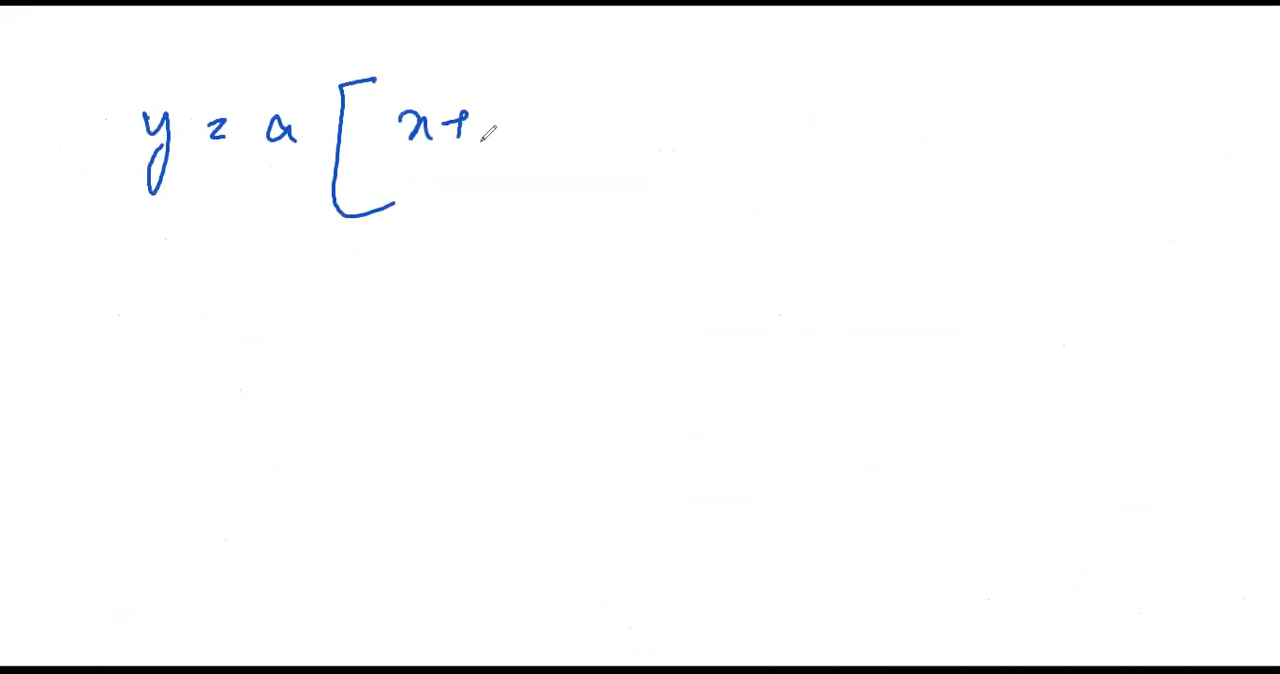 y = a [ x +